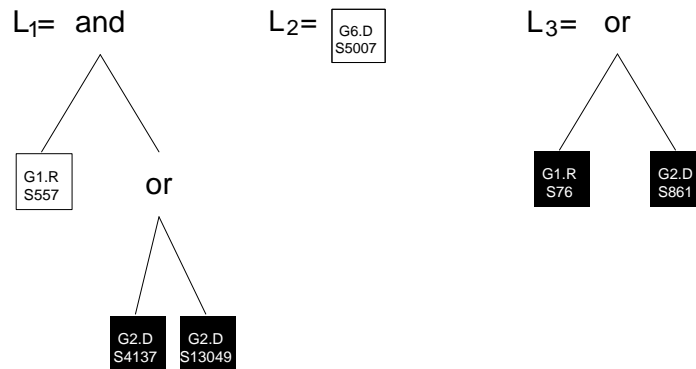 L1= and
L2= G6.D
S5007
L3= or
G1.R
S557
or
G1.R
S76
G2.D
S861
G2.D
S4137
G2.D
S13049